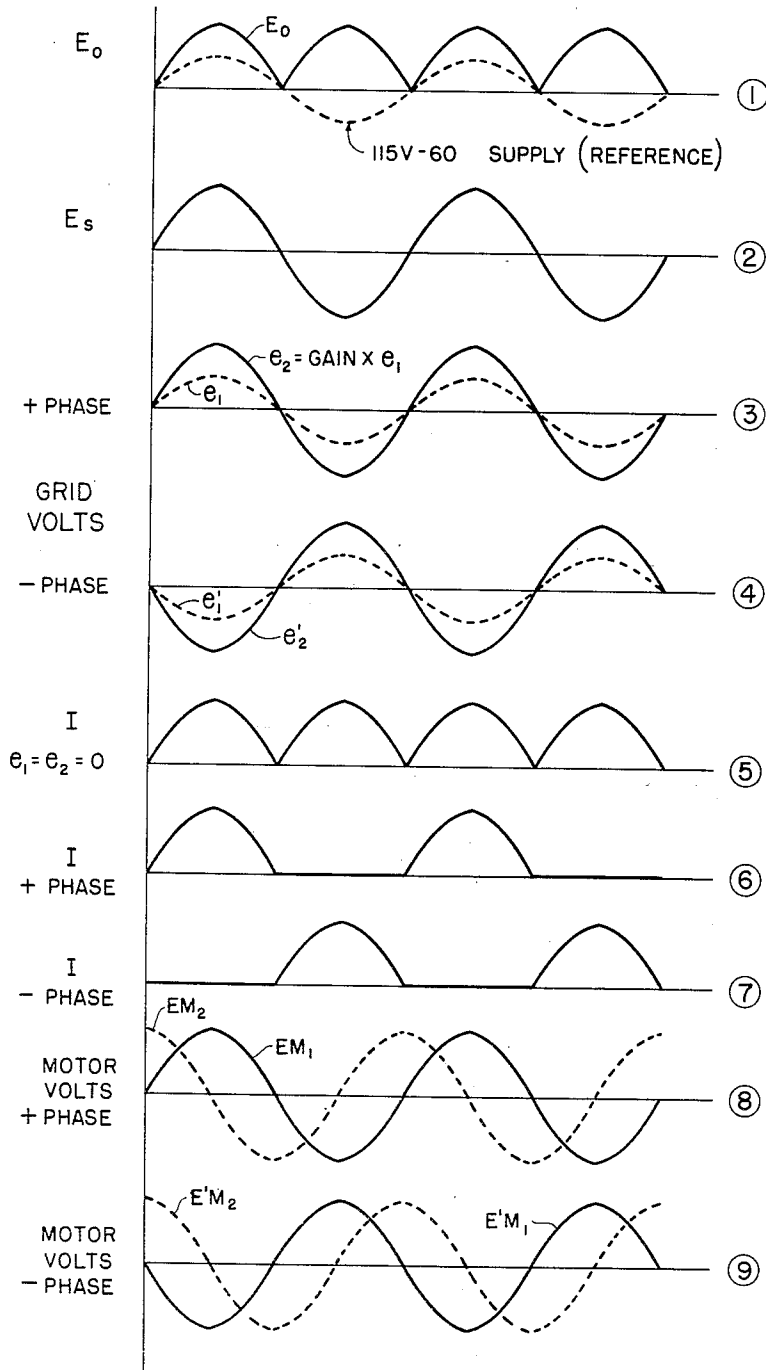 E₀
E₀
①
115V-60 SUPPLY (REFERENCE)
Eₛ
②
e₂ = GAIN X e₁
e₁
+ PHASE
③
GRID
VOLTS
- PHASE
④
e'₁
e'₂
I
e₁ = e₂ = 0
⑤
I
+ PHASE
⑥
I
- PHASE
⑦
EM₂
EM₁
MOTOR
VOLTS
+ PHASE
⑧
E'M₂
E'M₁
MOTOR
VOLTS
- PHASE
⑨